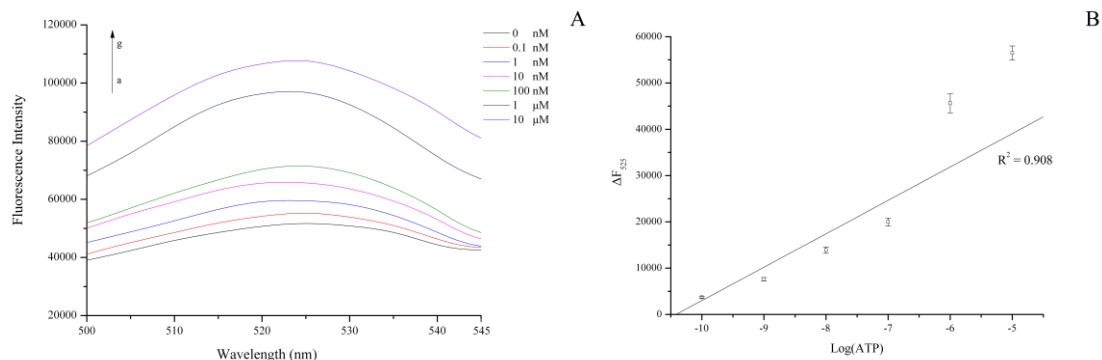 A
120000
100000
80000
60000
40000
20000
Fluorescence Intensity
g
a
0 nM
0.1 nM
1 nM
10 nM
100 nM
1 μM
10 μM
500 510 520 530 540 545
Wavelength (nm)
B
60000
50000
40000
30000
20000
10000
0
ΔF525
R2 = 0.908
-10 -9 -8 -7 -6 -5
Log(ATP)